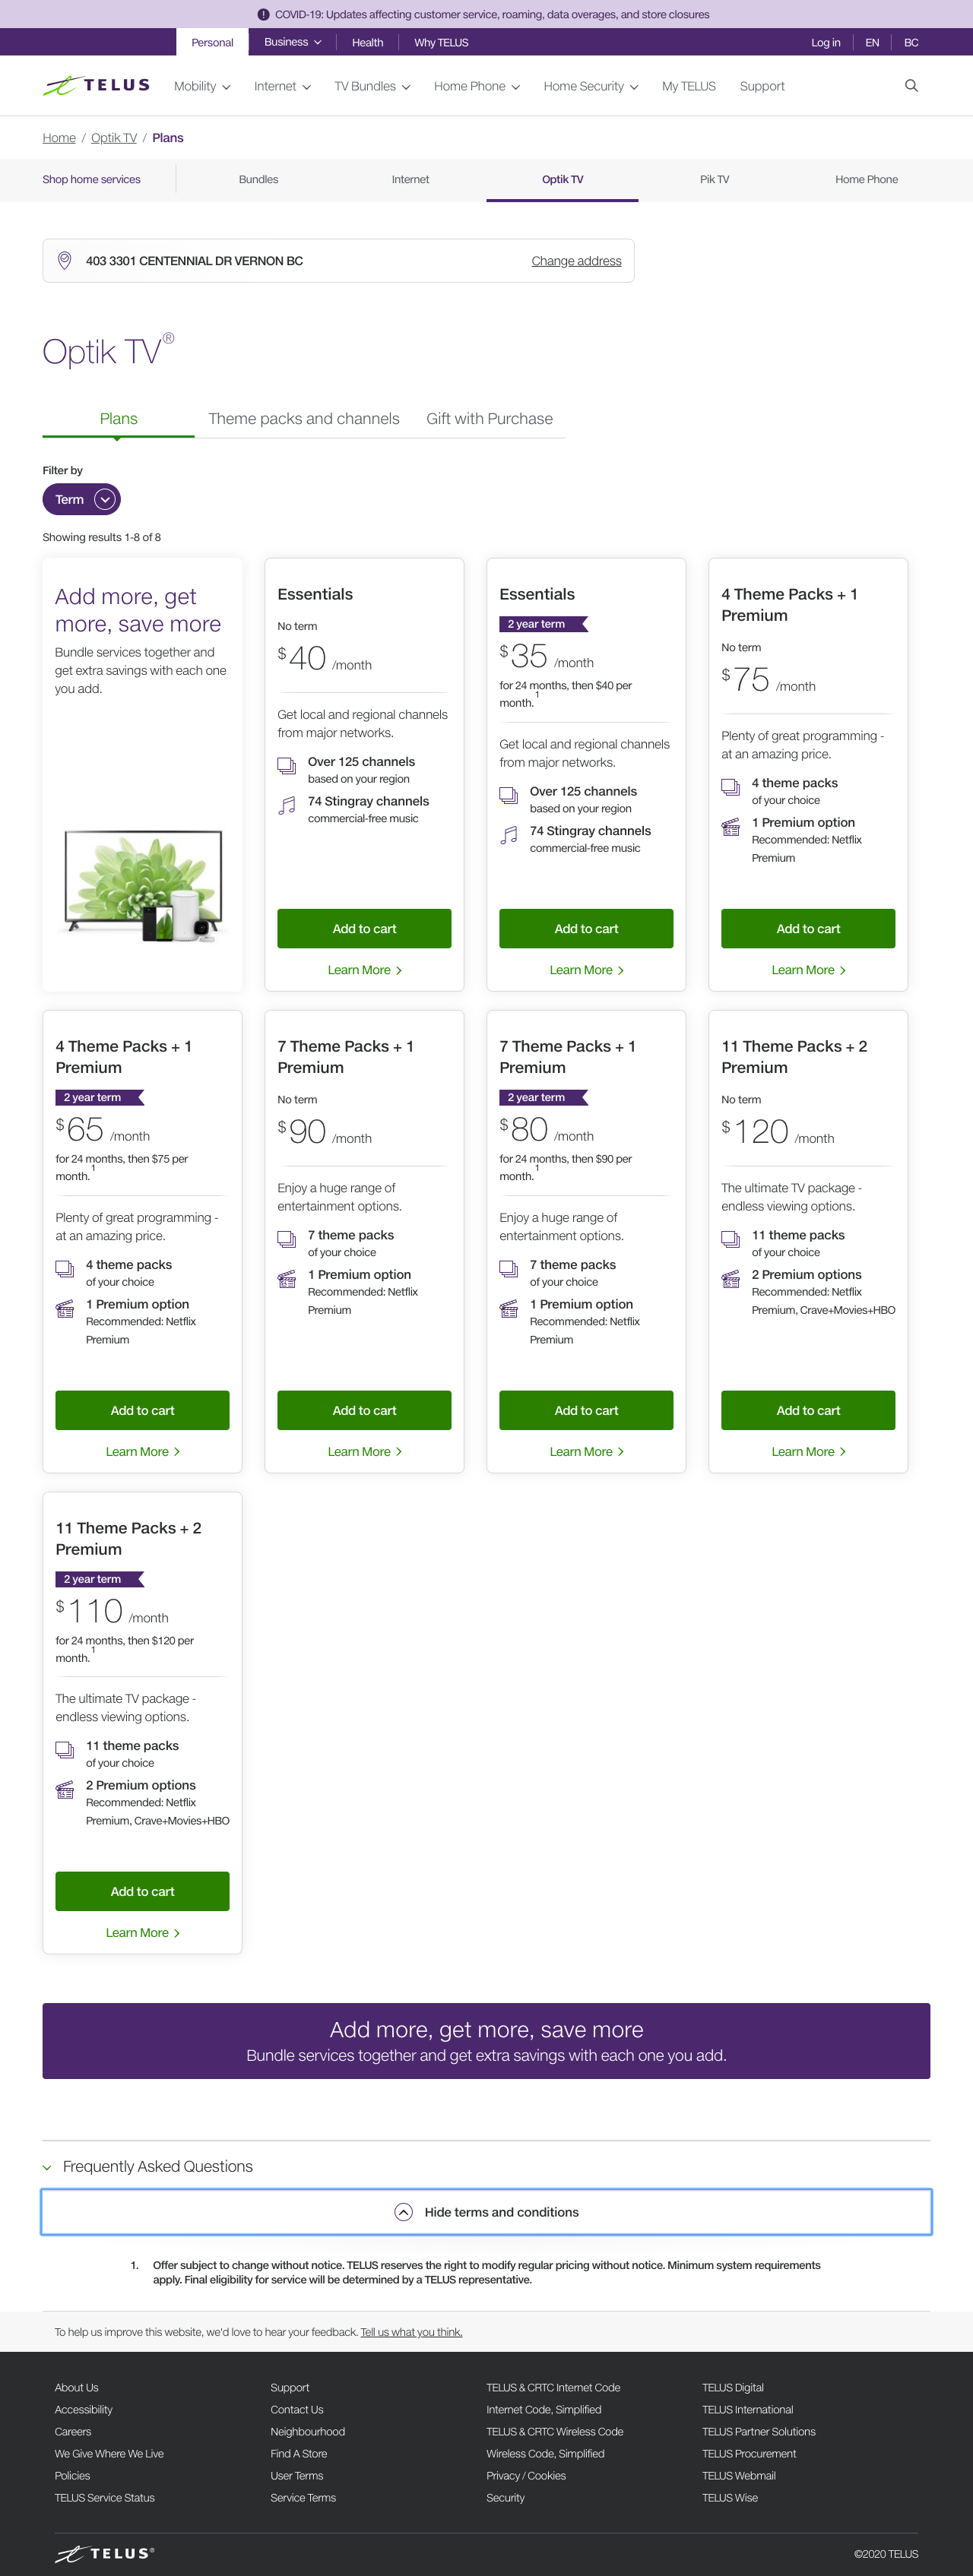 COVID-19: Updates affecting customer service, roaming, data overages, and store closures
Personal Business Health Why TELUS Log in EN BC
TELUS Mobility Internet TV Bundles Home Phone Home Security My TELUS Support
Home / Optik TV / Plans
Shop home services Bundles Internet Optik TV Pik TV Home Phone
403 3301 CENTENNIAL DR VERNON BC Change address
Optik TV®
Plans Theme packs and channels Gift with Purchase
Filter by
Term
Showing results 1-8 of 8
Add more, get
more, save more
Bundle services together and
get extra savings with each one
you add.
Essentials
No term
$40 /month
Get local and regional channels
from major networks.
Over 125 channels
based on your region
74 Stingray channels
commercial-free music
Add to cart
Learn More
Essentials
2 year term
$35 /month
for 24 months, then $40 per
month.1
Get local and regional channels
from major networks.
Over 125 channels
based on your region
74 Stingray channels
commercial-free music
Add to cart
Learn More
4 Theme Packs + 1
Premium
No term
$75 /month
Plenty of great programming -
at an amazing price.
4 theme packs
of your choice
1 Premium option
Recommended: Netflix
Premium
Add to cart
Learn More
4 Theme Packs + 1
Premium
2 year term
$65 /month
for 24 months, then $75 per
month.1
Plenty of great programming -
at an amazing price.
4 theme packs
of your choice
1 Premium option
Recommended: Netflix
Premium
Add to cart
Learn More
7 Theme Packs + 1
Premium
No term
$90 /month
Enjoy a huge range of
entertainment options.
7 theme packs
of your choice
1 Premium option
Recommended: Netflix
Premium
Add to cart
Learn More
7 Theme Packs + 1
Premium
2 year term
$80 /month
for 24 months, then $90 per
month.1
Enjoy a huge range of
entertainment options.
7 theme packs
of your choice
1 Premium option
Recommended: Netflix
Premium
Add to cart
Learn More
11 Theme Packs + 2
Premium
No term
$120 /month
The ultimate TV package -
endless viewing options.
11 theme packs
of your choice
2 Premium options
Recommended: Netflix
Premium, Crave+Movies+HBO
Add to cart
Learn More
11 Theme Packs + 2
Premium
2 year term
$110 /month
for 24 months, then $120 per
month.1
The ultimate TV package -
endless viewing options.
11 theme packs
of your choice
2 Premium options
Recommended: Netflix
Premium, Crave+Movies+HBO
Add to cart
Learn More
Add more, get more, save more
Bundle services together and get extra savings with each one you add.
Frequently Asked Questions
Hide terms and conditions
1. Offer subject to change without notice. TELUS reserves the right to modify regular pricing without notice. Minimum system requirements
apply. Final eligibility for service will be determined by a TELUS representative.
To help us improve this website, we'd love to hear your feedback. Tell us what you think.
About Us Support TELUS & CRTC Internet Code TELUS Digital
Accessibility Contact Us Internet Code, Simplified TELUS International
Careers Neighbourhood TELUS & CRTC Wireless Code TELUS Partner Solutions
We Give Where We Live Find A Store Wireless Code, Simplified TELUS Procurement
Policies User Terms Privacy / Cookies TELUS Webmail
TELUS Service Status Service Terms Security TELUS Wise
TELUS® ©2020 TELUS